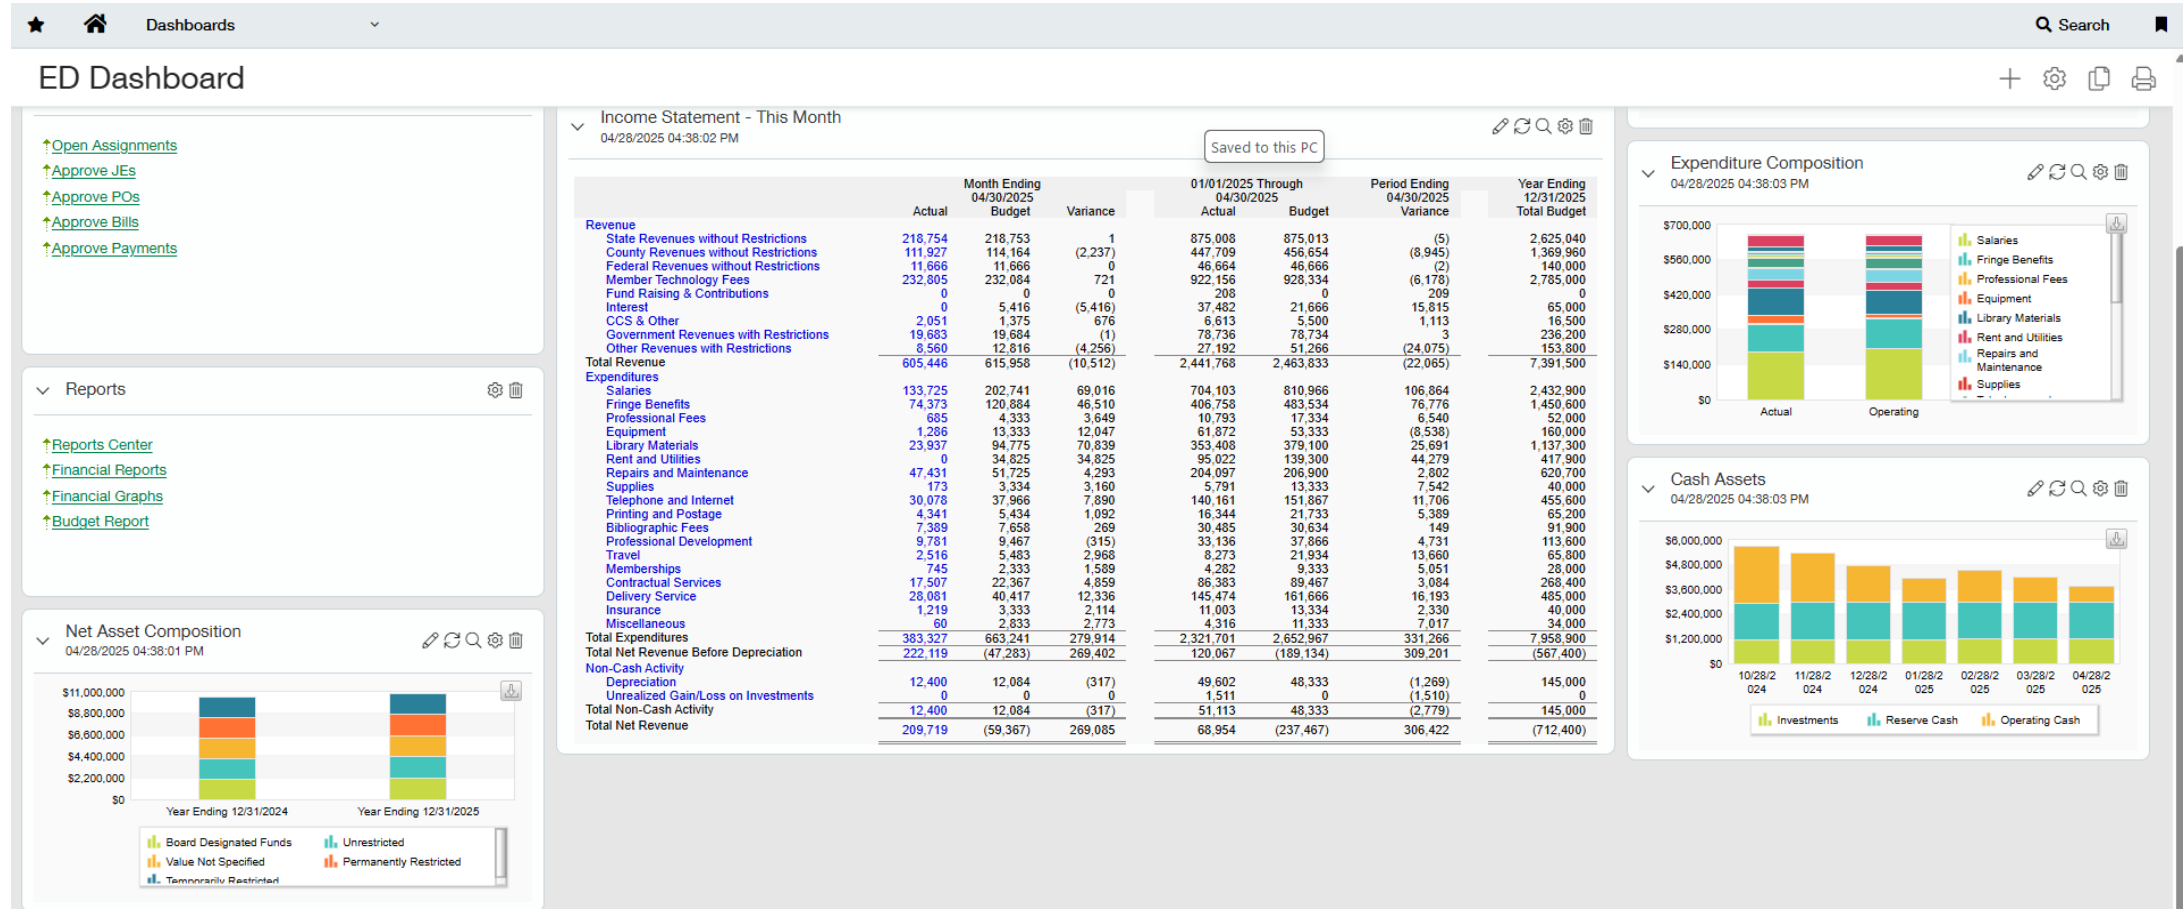 Dashboards
Search
ED Dashboard
Open Assignments
Approve JEs
Approve POs
Approve Bills
Approve Payments
Reports
Reports Center
Financial Reports
Financial Graphs
Budget Report
Net Asset Composition
04/28/2025 04:38:01 PM
$11,000,000
$8,800,000
$6,600,000
$4,400,000
$2,200,000
$0
Year Ending 12/31/2024 Year Ending 12/31/2025
Board Designated Funds Unrestricted
Value Not Specified Permanently Restricted
Temporarily Restricted
Income Statement - This Month
04/28/2025 04:38:02 PM
Saved to this PC
Month Ending 01/01/2025 Through Period Ending Year Ending
04/30/2025 04/30/2025 04/30/2025 12/31/2025
Actual Budget Variance Actual Budget Variance Total Budget
Revenue
State Revenues without Restrictions 218,754 218,753 1 875,008 875,013 (5) 2,625,040
County Revenues without Restrictions 111,927 114,164 (2,237) 447,709 456,654 (8,945) 1,369,960
Federal Revenues without Restrictions 11,666 11,666 0 46,664 46,666 (2) 140,000
Member Technology Fees 232,805 232,084 721 922,156 928,334 (6,178) 2,785,000
Fund Raising & Contributions 0 0 0 208 0 209 0
Interest 0 5,416 (5,416) 37,482 21,666 15,815 65,000
CCS & Other 2,051 1,375 676 6,613 5,500 1,113 16,500
Government Revenues with Restrictions 19,683 19,684 (1) 78,736 78,734 3 236,200
Other Revenues with Restrictions 8,560 12,816 (4,256) 27,192 51,266 (24,075) 153,800
Total Revenue 605,446 615,958 (10,512) 2,441,768 2,463,833 (22,065) 7,391,500
Expenditures
Salaries 133,725 202,741 69,016 704,103 810,966 106,864 2,432,900
Fringe Benefits 74,373 120,884 46,510 406,758 483,534 76,776 1,450,600
Professional Fees 685 4,333 3,649 10,793 17,334 6,540 52,000
Equipment 1,286 13,333 12,047 61,872 53,333 (8,538) 160,000
Library Materials 23,937 94,775 70,839 353,408 379,100 25,691 1,137,300
Rent and Utilities 0 34,825 34,825 95,022 139,300 44,279 417,900
Repairs and Maintenance 47,431 51,725 4,293 204,097 206,900 2,802 620,700
Supplies 173 3,334 3,160 5,791 13,333 7,542 40,000
Telephone and Internet 30,078 37,966 7,890 140,161 151,867 11,706 455,600
Printing and Postage 4,341 5,434 1,092 16,344 21,733 5,389 65,200
Bibliographic Fees 7,389 7,658 269 30,485 30,634 149 91,900
Professional Development 9,781 9,467 (315) 33,136 37,866 4,731 113,600
Travel 2,516 5,483 2,968 8,273 21,934 13,660 65,800
Memberships 745 2,333 1,589 4,282 9,333 5,051 28,000
Contractual Services 17,507 22,367 4,859 86,383 89,467 3,084 268,400
Delivery Service 28,081 40,417 12,336 145,474 161,666 16,193 485,000
Insurance 1,219 3,333 2,114 11,003 13,334 2,330 40,000
Miscellaneous 60 2,833 2,773 4,316 11,333 7,017 34,000
Total Expenditures 383,327 663,241 279,914 2,321,701 2,652,967 331,266 7,958,900
Total Net Revenue Before Depreciation 222,119 (47,283) 269,402 120,067 (189,134) 309,201 (567,400)
Non-Cash Activity
Depreciation 12,400 12,084 (317) 49,602 48,333 (1,269) 145,000
Unrealized Gain/Loss on Investments 0 0 0 1,511 0 (1,510) 0
Total Non-Cash Activity 12,400 12,084 (317) 51,113 48,333 (2,779) 145,000
Total Net Revenue 209,719 (59,367) 269,085 68,954 (237,467) 306,422 (712,400)
Expenditure Composition
04/28/2025 04:38:03 PM
$700,000
$560,000
$420,000
$280,000
$140,000
$0
Actual Operating
Salaries
Fringe Benefits
Professional Fees
Equipment
Library Materials
Rent and Utilities
Repairs and
Maintenance
Supplies
Cash Assets
04/28/2025 04:38:03 PM
$6,000,000
$4,800,000
$3,600,000
$2,400,000
$1,200,000
$0
10/28/2 11/28/2 12/28/2 01/28/2 02/28/2 03/28/2 04/28/2
024 024 024 025 025 025 025
Investments Reserve Cash Operating Cash